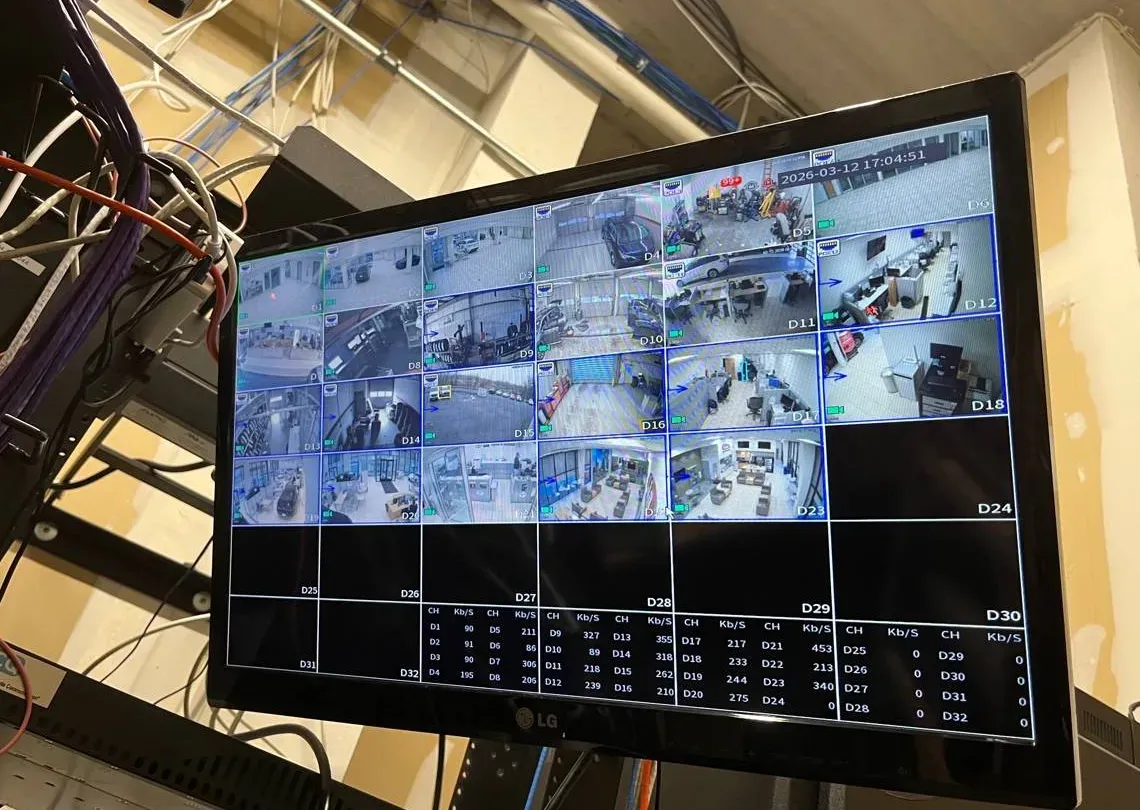 2026-03-12 17:04:51
D3
D4
D5
D6
D8
D9
D10
D11
D12
D13
D14
D15
D16
D17
D18
D23
D24
D25
D26
D27
D28
D29
D30
D31
D32
CH Kb/S CH Kb/S CH Kb/S CH Kb/S CH Kb/S CH Kb/S CH Kb/S CH Kb/S
D1 90 D5 211 D9 327 D13 355 D17 217 D21 453 D25 0 D29 0
D2 91 D6 86 D10 89 D14 318 D18 233 D22 213 D26 0 D30 0
D3 90 D7 306 D11 218 D15 262 D19 244 D23 340 D27 0 D31 0
D4 195 D8 206 D12 239 D16 210 D20 275 D24 0 D28 0 D32 0
LG